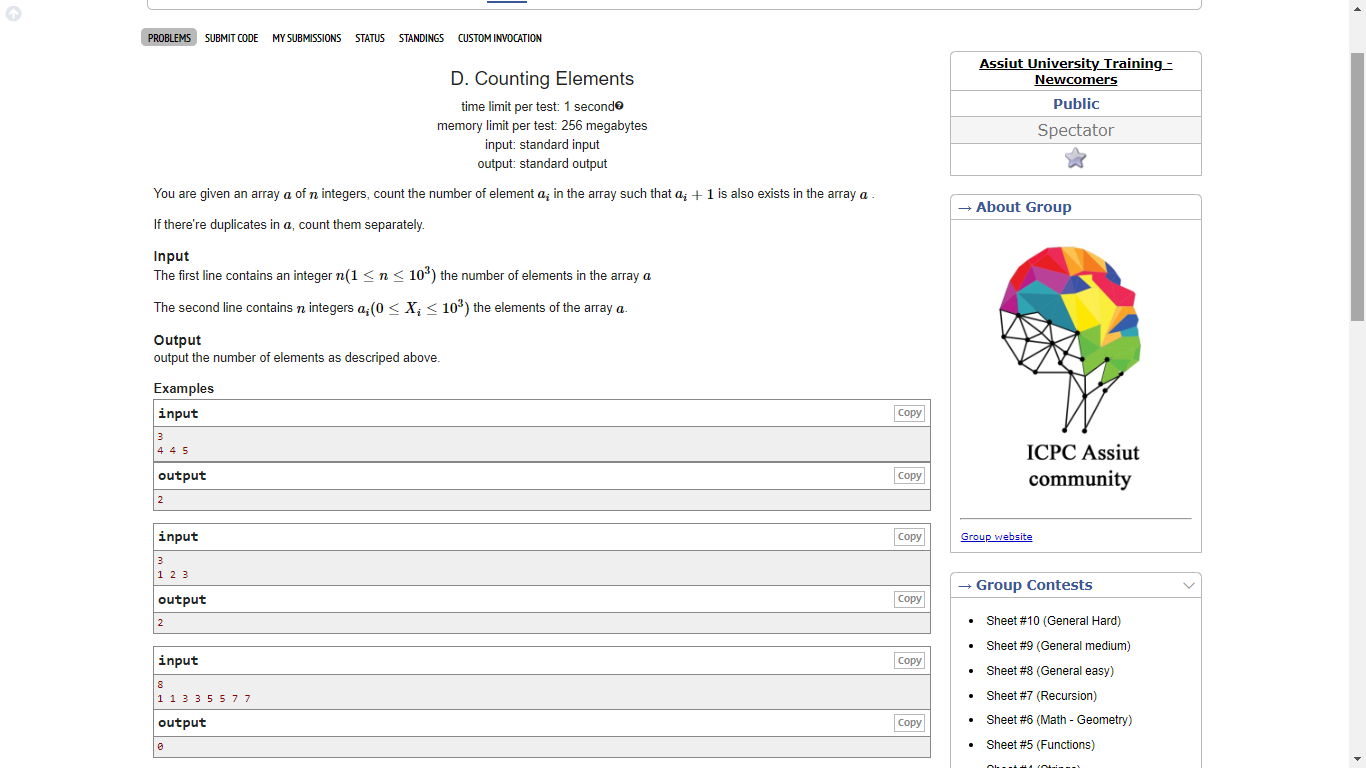 PROBLEMS SUBMIT CODE MY SUBMISSIONS STATUS STANDINGS CUSTOM INVOCATION
D. Counting Elements
time limit per test: 1 second?
memory limit per test: 256 megabytes
input: standard input
output: standard output
You are given an array a of n integers, count the number of element aᵢ in the array such that aᵢ + 1 is also exists in the array a .
If there're duplicates in a, count them separately.
Input
The first line contains an integer n(1 ≤ n ≤ 10³) the number of elements in the array a
The second line contains n integers aᵢ(0 ≤ Xᵢ ≤ 10³) the elements of the array a.
Output
output the number of elements as descriped above.
Examples
input Copy
3
4 4 5
output Copy
2
input Copy
3
1 2 3
output Copy
2
input Copy
8
1 1 3 3 5 5 7 7
output Copy
0
Assiut University Training -
Newcomers
Public
Spectator
→ About Group
ICPC Assiut
community
Group website
→ Group Contests
Sheet #10 (General Hard)
Sheet #9 (General medium)
Sheet #8 (General easy)
Sheet #7 (Recursion)
Sheet #6 (Math - Geometry)
Sheet #5 (Functions)
Sheet #4 (Strings)